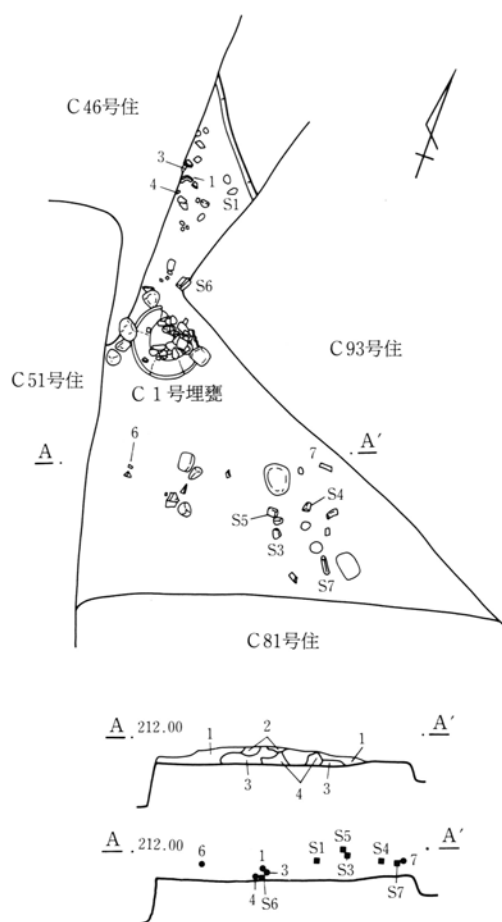 C46号住
3
1
4
S1
S6
C93号住
C51号住
C1号埋甕
A . . A′
6
7
S4
S5
S3
S7
C81号住
A . 212.00 . A′
1 2 1
3 4 3
A . 212.00 . A′
6 1 3 S1 S5 S4 7
4 S6 S3 S7